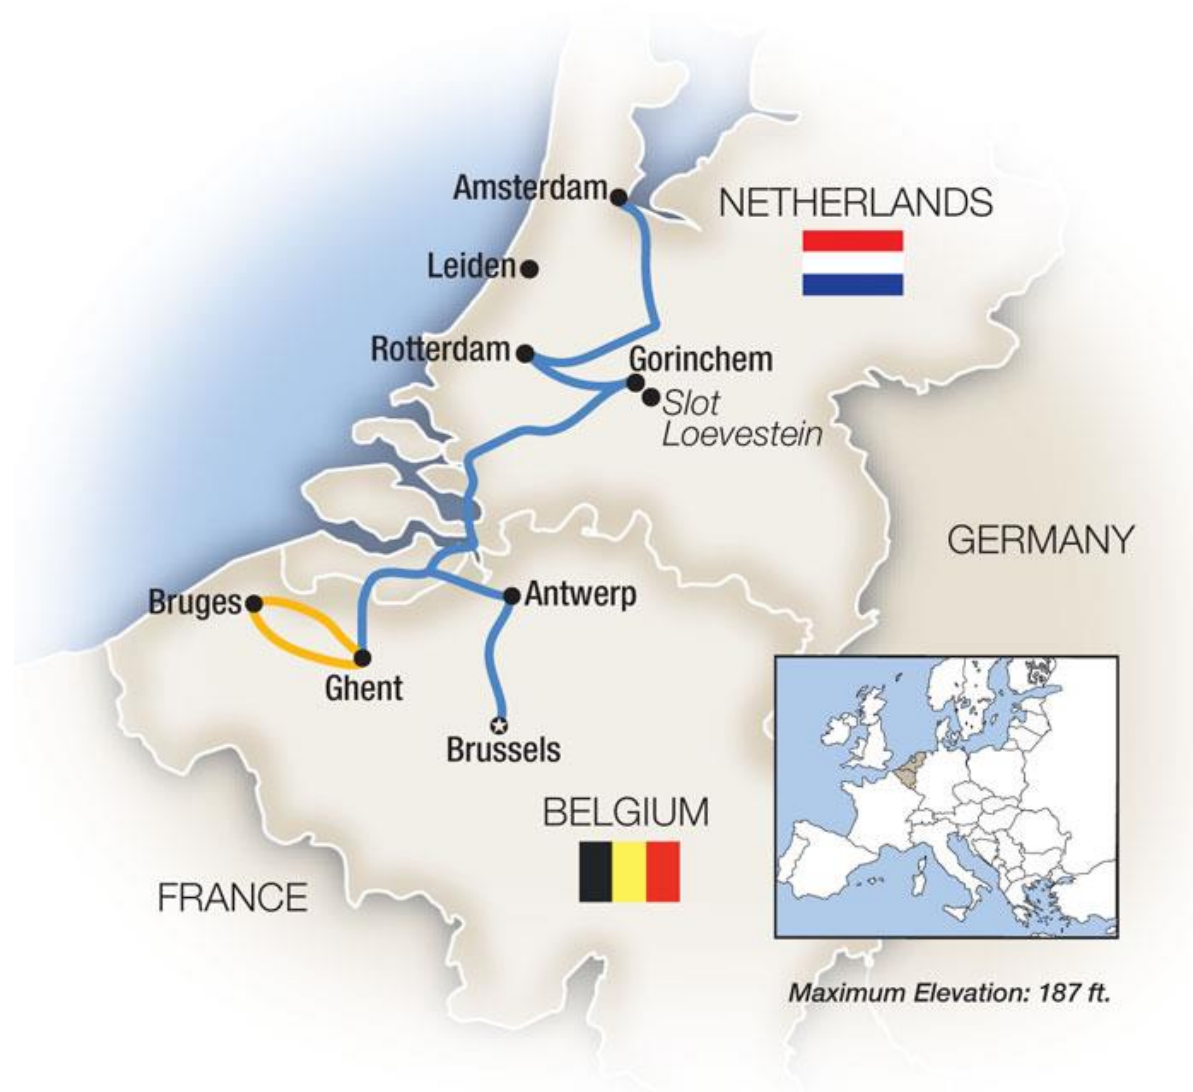 Amsterdam
NETHERLANDS
Leiden
Rotterdam
Gorinchem
Slot
Loevestein
GERMANY
Bruges
Antwerp
Ghent
Brussels
BELGIUM
FRANCE
Maximum Elevation: 187 ft.